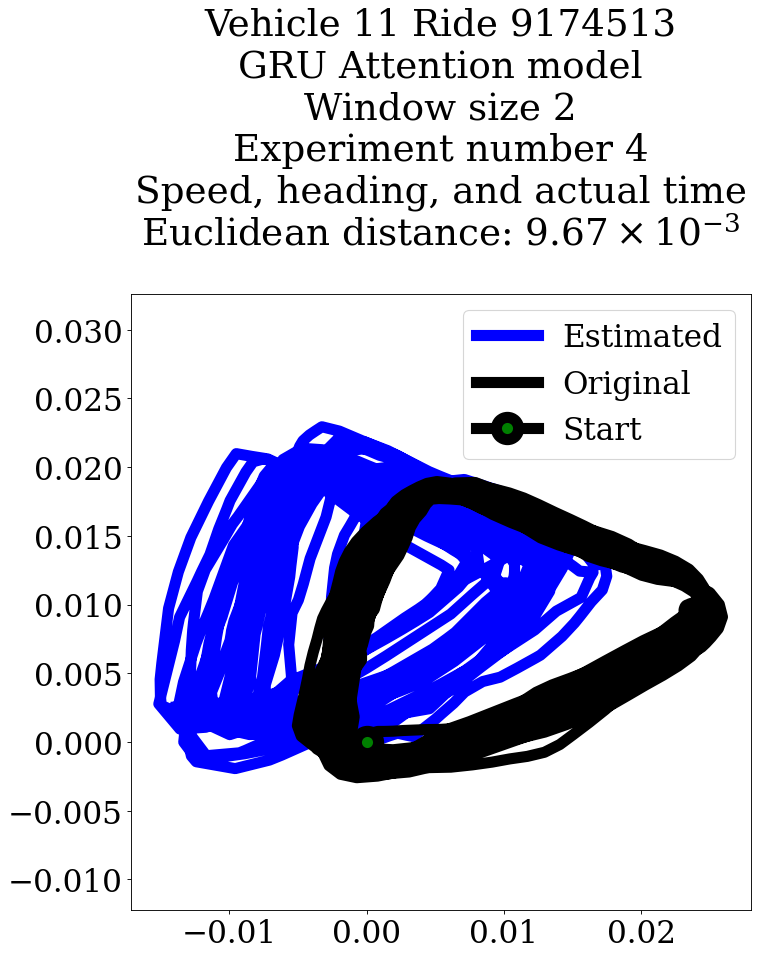 Vehicle 11 Ride 9174513
GRU Attention model
Window size 2
Experiment number 4
Speed, heading, and actual time
Euclidean distance: 9.67 × 10⁻³
Estimated
Original
Start
0.030
0.025
0.020
0.015
0.010
0.005
0.000
−0.005
−0.010
−0.01 0.00 0.01 0.02